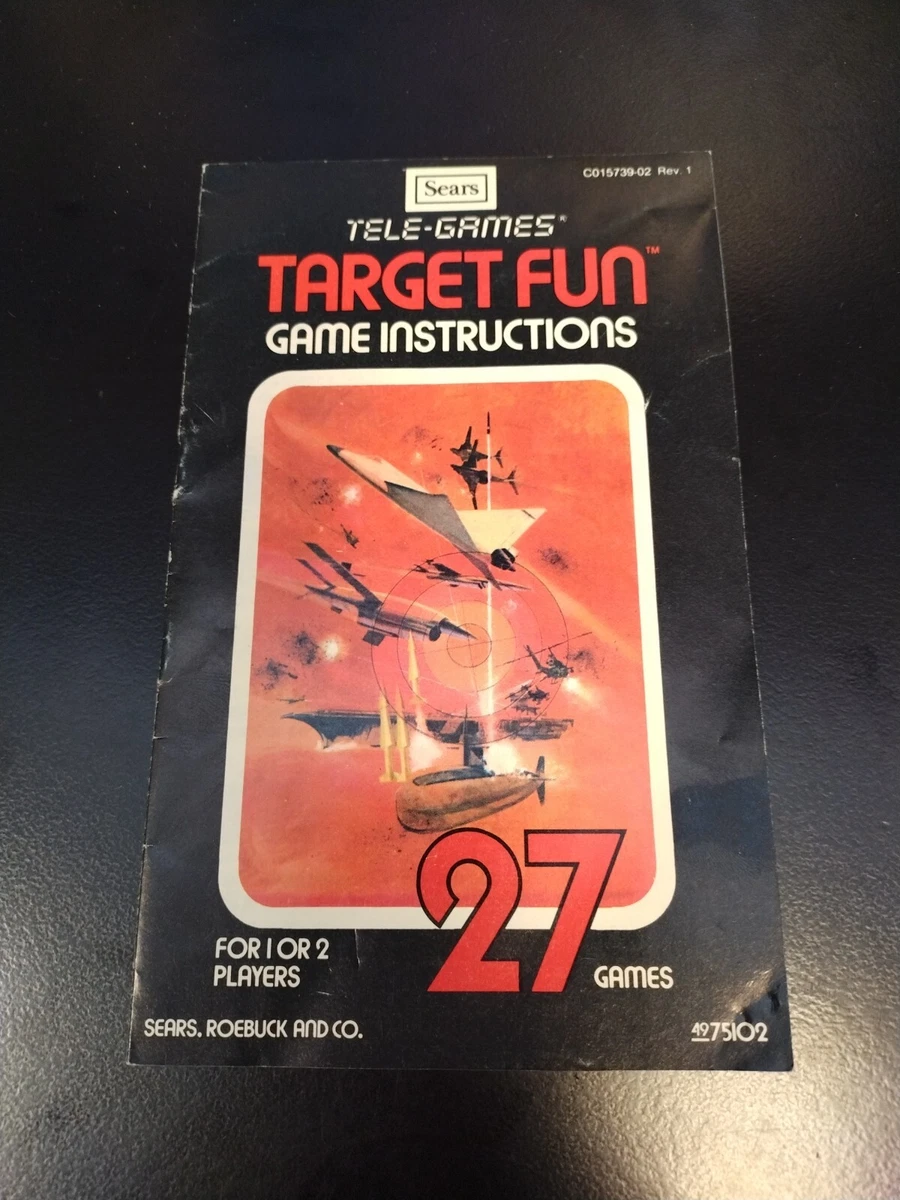 Sears
C015739-02 Rev. 1
TELE-GAMES®
TARGET FUN™
GAME INSTRUCTIONS
27
FOR 1 OR 2
PLAYERS
GAMES
SEARS, ROEBUCK AND CO.
49 75102